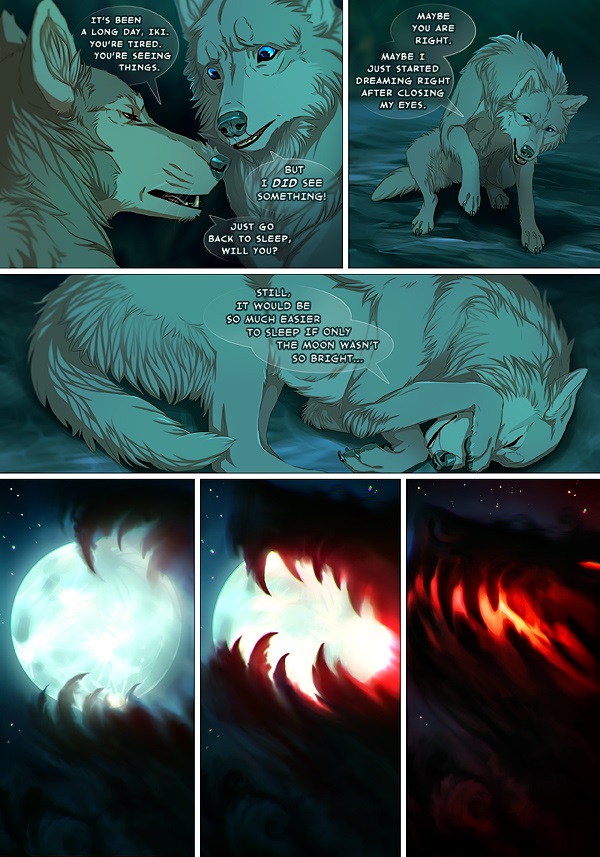 IT'S BEEN
A LONG DAY, IKI.
YOU'RE TIRED.
YOU'RE SEEING
THINGS.
BUT
I DID SEE
SOMETHING!
JUST GO
BACK TO SLEEP,
WILL YOU?
MAYBE
YOU ARE
RIGHT.
MAYBE I
JUST STARTED
DREAMING RIGHT
AFTER CLOSING
MY EYES.
STILL,
IT WOULD BE
SO MUCH EASIER
TO SLEEP IF ONLY
THE MOON WASN'T
SO BRIGHT...